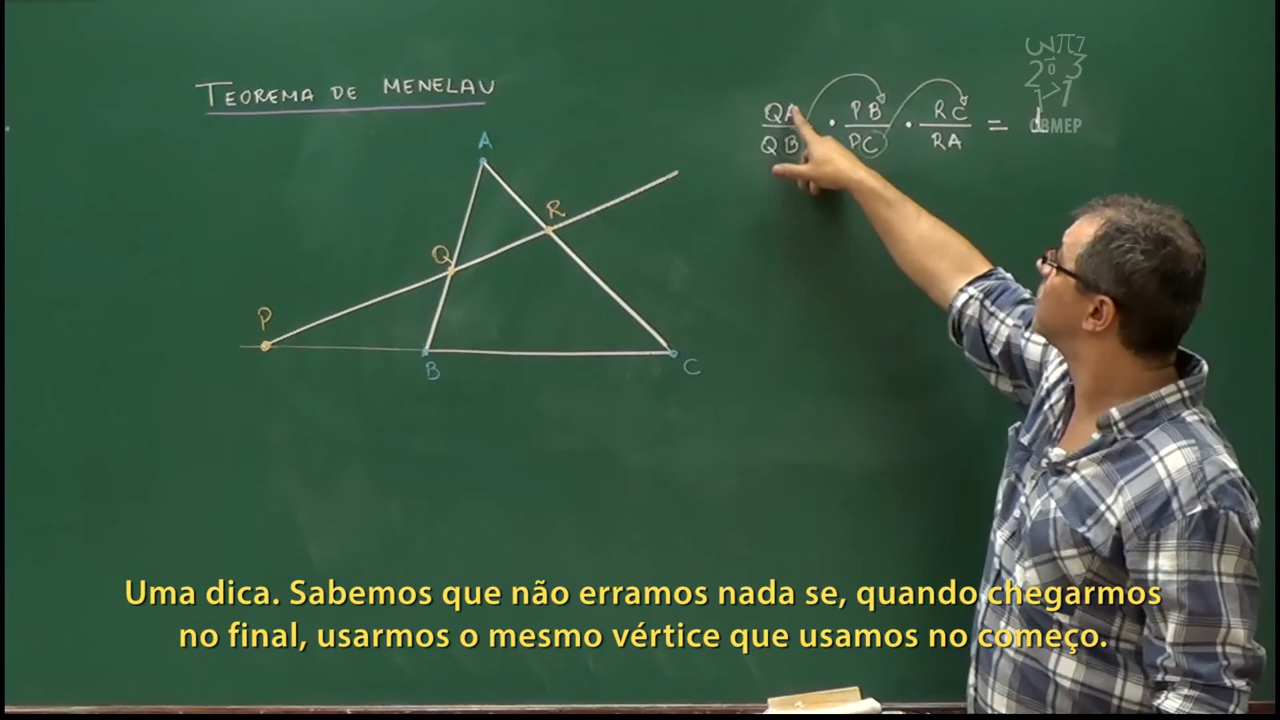 TEOREMA DE MENELAU
QA/QB · PB/PC · RC/RA = 1
OBMEP
A
R
Q
P
B
C
Uma dica. Sabemos que não erramos nada se, quando chegarmos
no final, usarmos o mesmo vértice que usamos no começo.